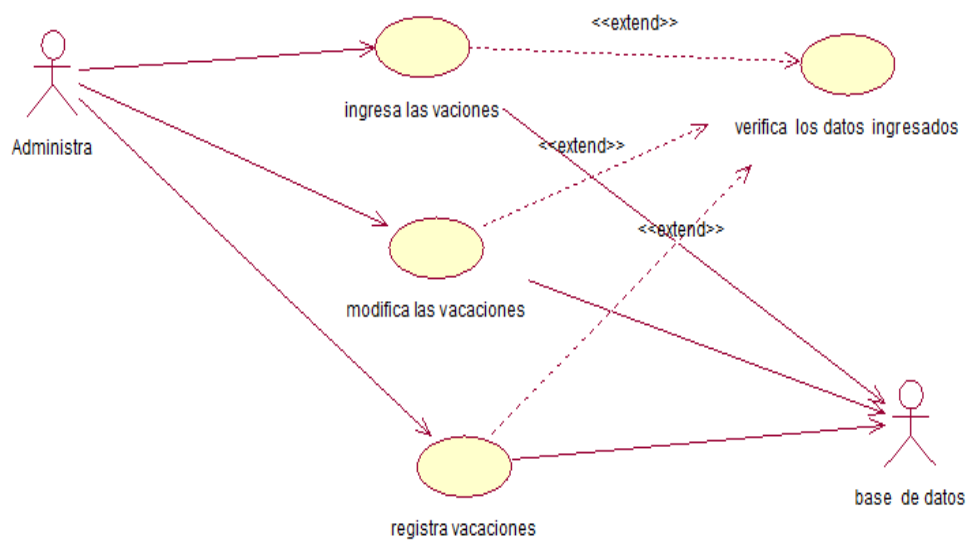 <<extend>>
ingresa las vaciones
verifica los datos ingresados
Administra
<<extend>>
<<extend>>
modifica las vacaciones
base de datos
registra vacaciones